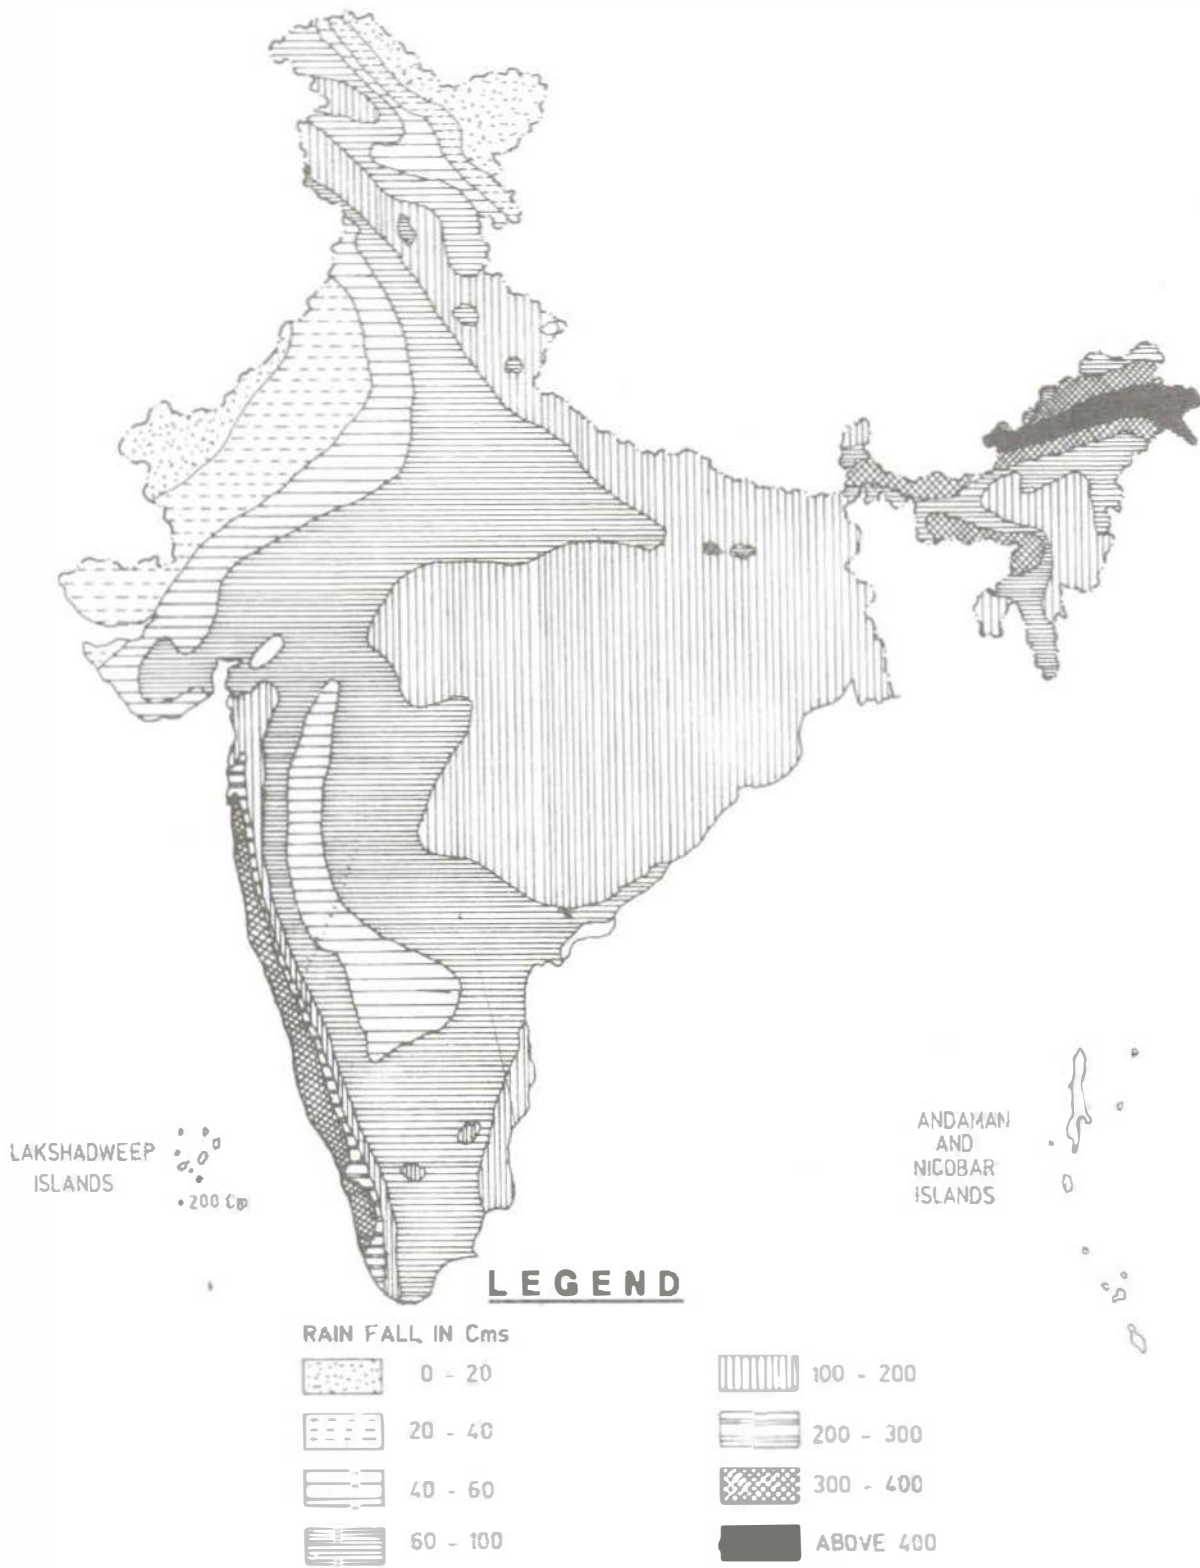 LAKSHADWEEP
ISLANDS
200 Cm
ANDAMAN
AND
NICOBAR
ISLANDS
LEGEND
RAIN FALL IN Cms
0 - 20
20 - 40
40 - 60
60 - 100
100 - 200
200 - 300
300 - 400
ABOVE 400